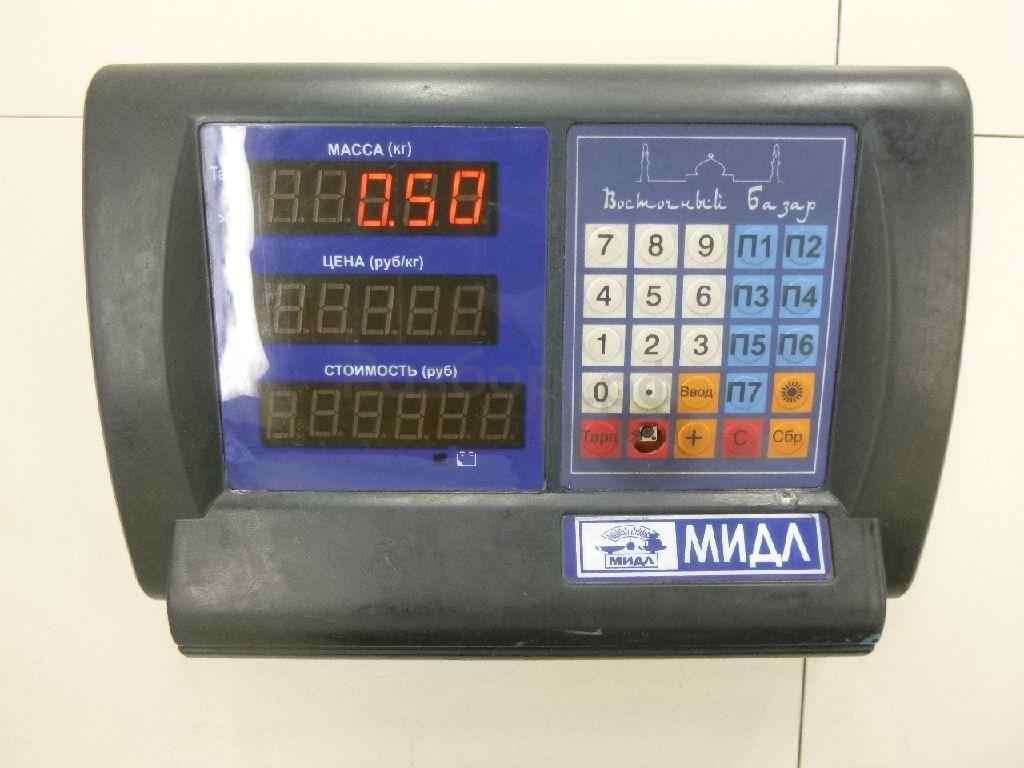 МАССА (кг)
0.50
ЦЕНА (руб/кг)
СТОИМОСТЬ (руб)
Восточный Базар
7 8 9 П1 П2
4 5 6 П3 П4
1 2 3 П5 П6
0 . Ввод П7
Тара + С Сбр
МИДЛ
МИДЛ